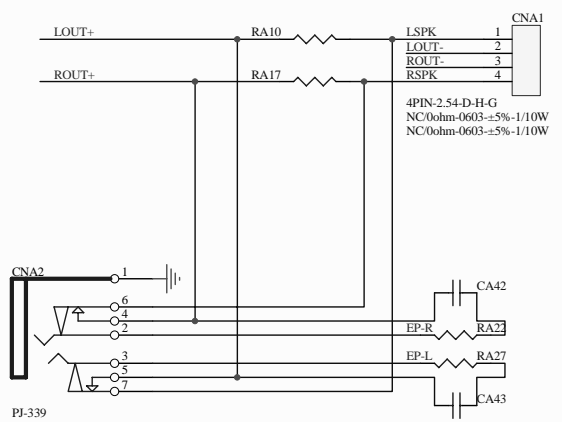 CNA1
LOUT+ RA10 LSPK 1
LOUT- 2
ROUT- 3
ROUT+ RA17 RSPK 4
4PIN-2.54-D-H-G
NC/0ohm-0603-±5%-1/10W
NC/0ohm-0603-±5%-1/10W
CNA2 1
CA42
6
4
2 EP-R RA22
3 EP-L RA27
5
7 CA43
PJ-339